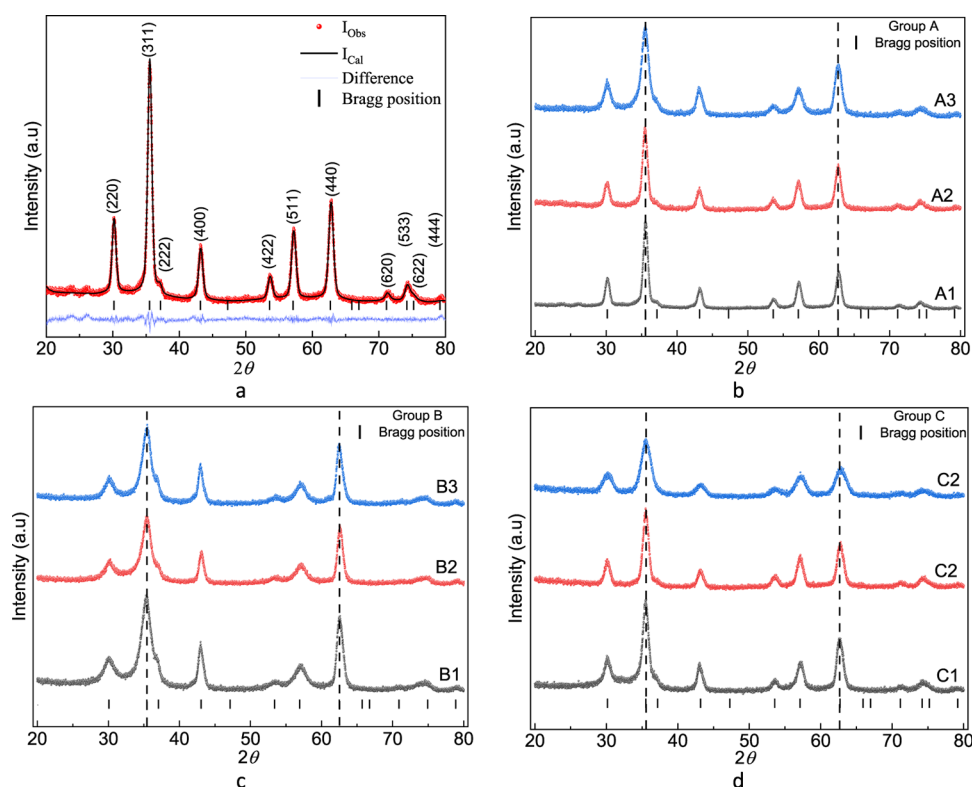 I_Obs
I_Cal
Difference
Bragg position
(220)
(311)
(222)
(400)
(422)
(511)
(440)
(620)
(533)
(622)
(444)
Intensity (a.u)
20 30 40 50 60 70 80
2θ
a
Group A
Bragg position
A3
A2
A1
Intensity (a.u)
20 30 40 50 60 70 80
2θ
b
Group B
Bragg position
B3
B2
B1
Intensity (a.u)
20 30 40 50 60 70 80
2θ
c
Group C
Bragg position
C2
C2
C1
Intensity (a.u)
20 30 40 50 60 70 80
2θ
d